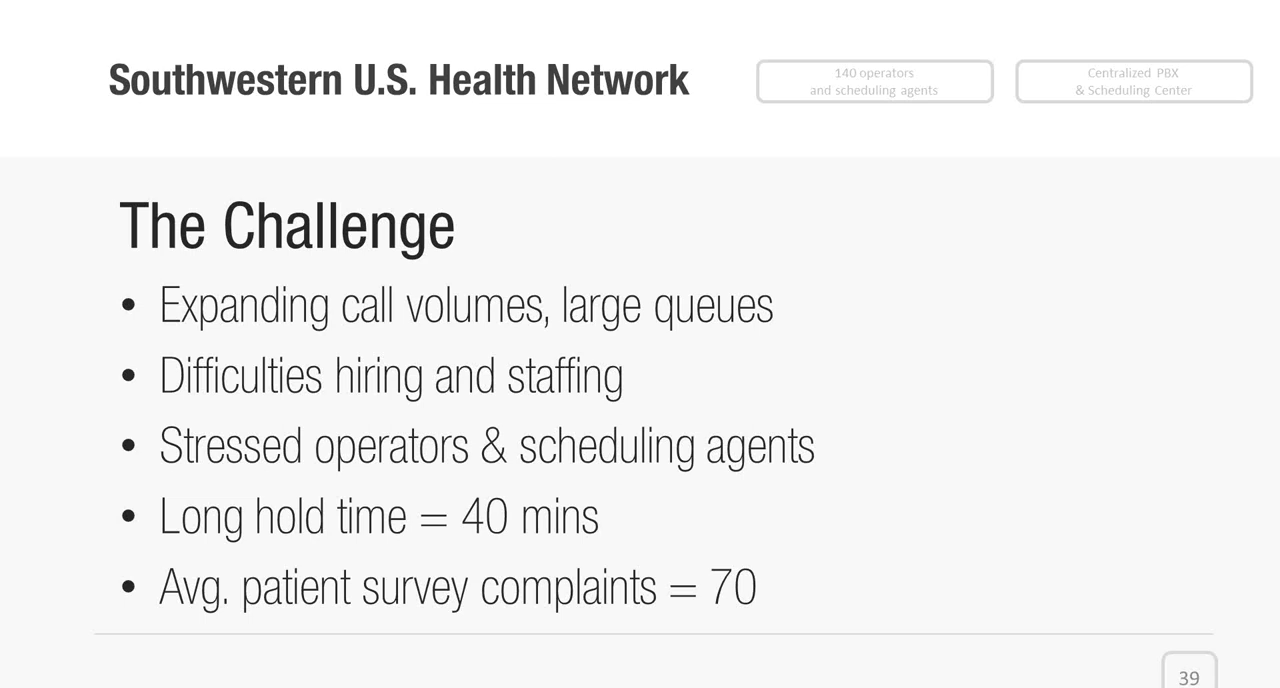 Southwestern U.S. Health Network
140 operators
and scheduling agents
Centralized PBX
& Scheduling Center
The Challenge
• Expanding call volumes, large queues
• Difficulties hiring and staffing
• Stressed operators & scheduling agents
• Long hold time = 40 mins
• Avg. patient survey complaints = 70
39